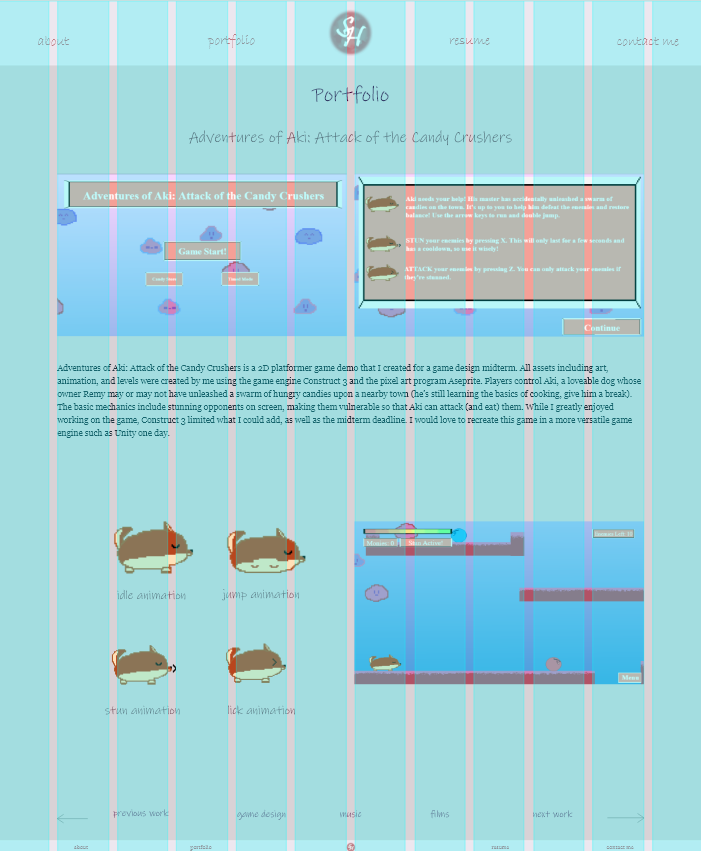 about
portfolio
SH
resume
contact me
Portfolio
Adventures of Aki: Attack of the Candy Crushers
Adventures of Aki: Attack of the Candy Crushers
Game Start!
Aki needs your help! His master has accidentally unleashed a swarm of
candies on the town. It's up to you to help him defeat the enemies and restore
balance! Use the arrow keys to run and double jump.
STUN your enemies by pressing X. This will only last for a few seconds and
has a cooldown, so use it wisely!
ATTACK your enemies by pressing Z. You can only attack your enemies if
they're stunned.
Continue
Adventures of Aki: Attack of the Candy Crushers is a 2D platformer game demo that I created for a game design midterm. All assets including art,
animation, and levels were created by me using the game engine Construct 3 and the pixel art program Aseprite. Players control Aki, a loveable dog whose
owner Remy may or may not have unleashed a swarm of hungry candies upon a nearby town (he's still learning the basics of cooking, give him a break).
The basic mechanics include stunning opponents on screen, making them vulnerable so that Aki can attack (and eat) them. While I greatly enjoyed
working on the game, Construct 3 limited what I could add, as well as the midterm deadline. I would love to recreate this game in a more versatile game
engine such as Unity one day.
idle animation
jump animation
stun animation
lick animation
Stun Active!
Menu
previous work
game design
music
films
next work
about
portfolio
resume
contact me